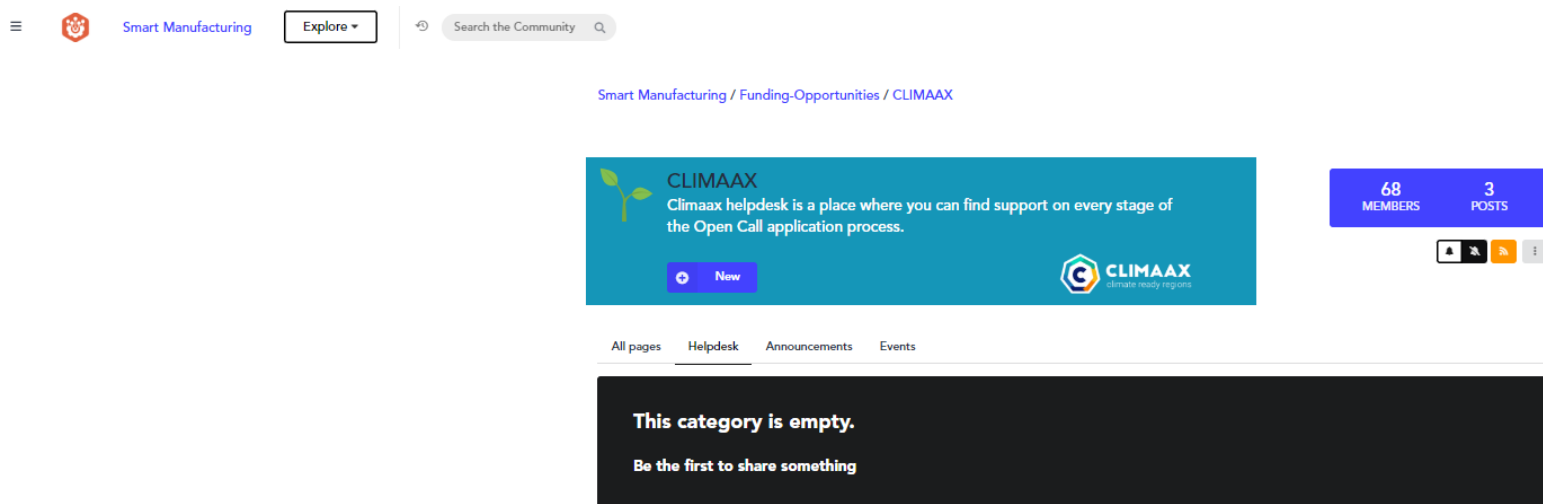 Smart Manufacturing
Explore
Search the Community
Smart Manufacturing / Funding-Opportunities / CLIMAAX
CLIMAAX
Climaax helpdesk is a place where you can find support on every stage of
the Open Call application process.
New
CLIMAAX
climate ready regions
68
MEMBERS
3
POSTS
All pages
Helpdesk
Announcements
Events
This category is empty.
Be the first to share something